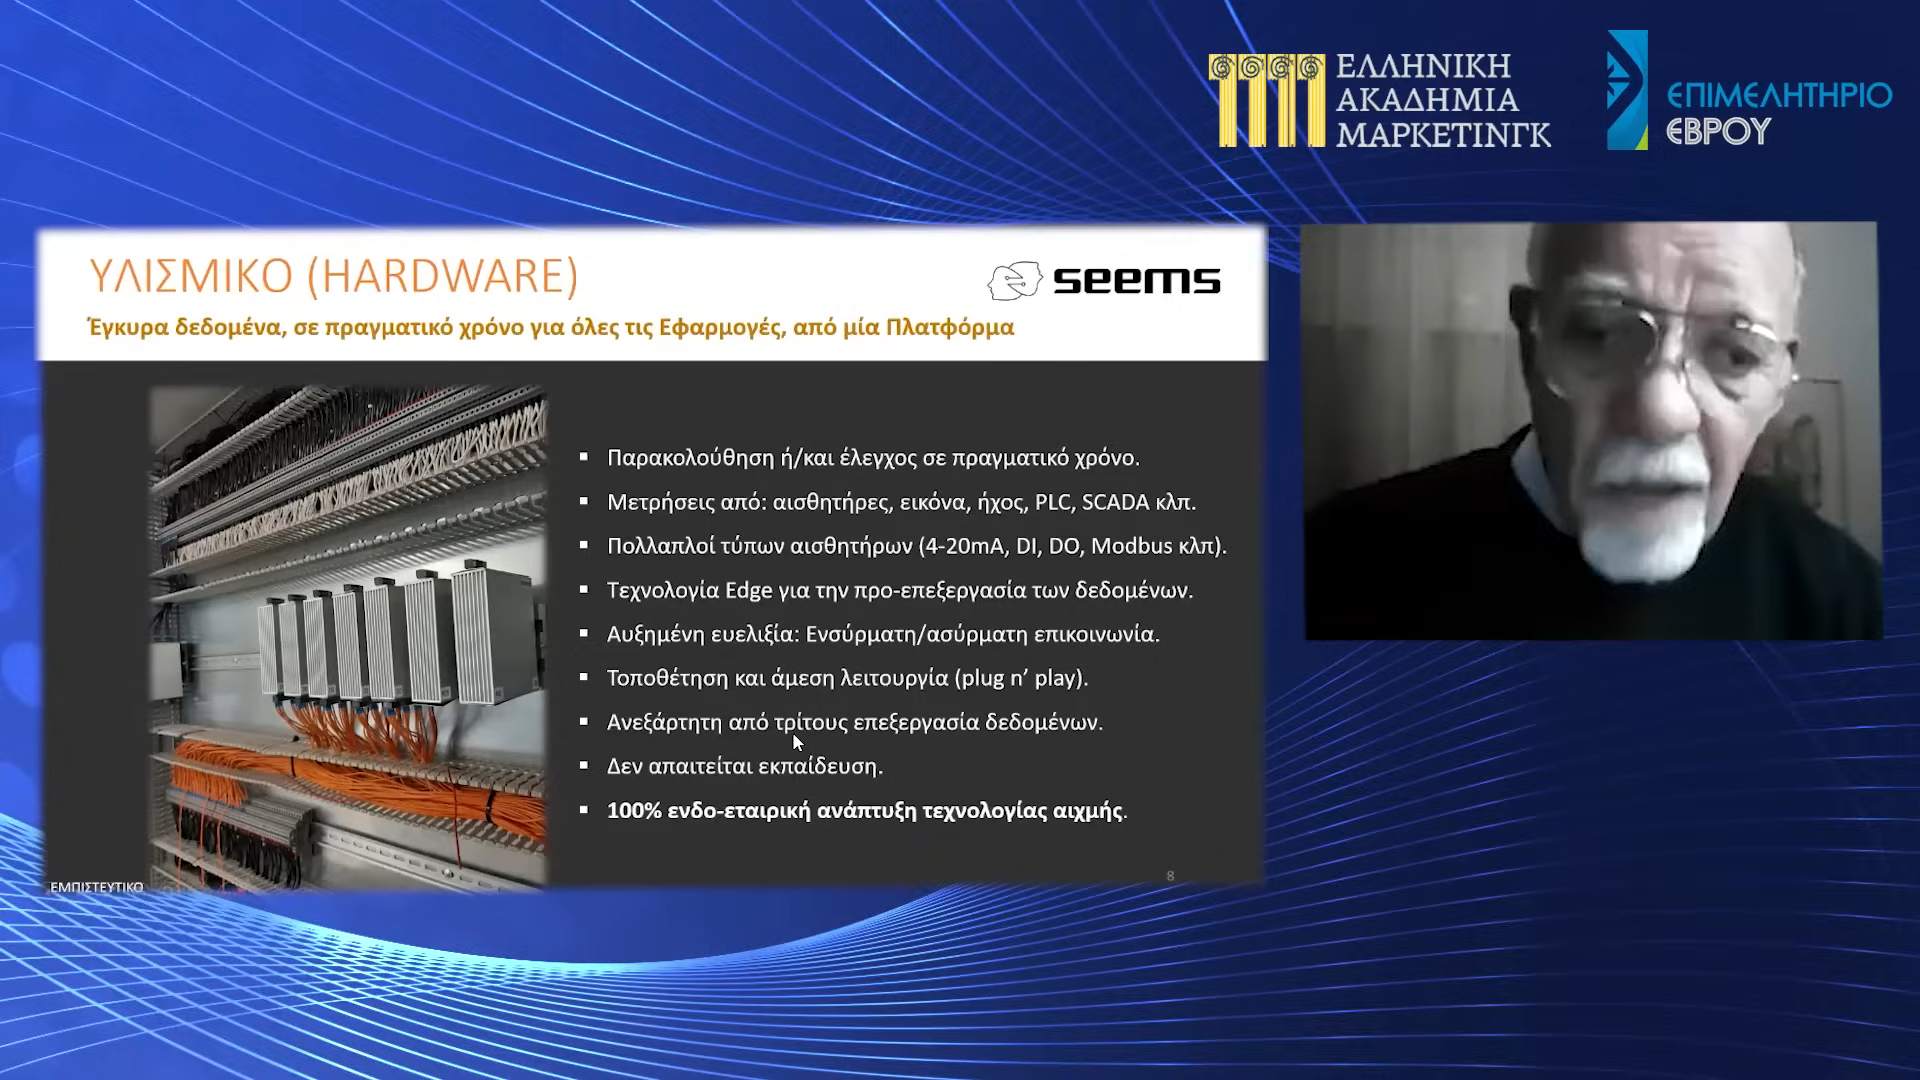 ΕΛΛΗΝΙΚΗ
ΑΚΑΔΗΜΙΑ
ΜΑΡΚΕΤΙΝΓΚ
ΕΠΙΜΕΛΗΤΗΡΙΟ
ΕΒΡΟΥ
ΥΛΙΣΜΙΚΟ (HARDWARE)
seems
Έγκυρα δεδομένα, σε πραγματικό χρόνο για όλες τις Εφαρμογές, από μία Πλατφόρμα
▪ Παρακολούθηση ή/και έλεγχος σε πραγματικό χρόνο.
▪ Μετρήσεις από: αισθητήρες, εικόνα, ήχος, PLC, SCADA κλπ.
▪ Πολλαπλοί τύπων αισθητήρων (4-20mA, DI, DO, Modbus κλπ).
▪ Τεχνολογία Edge για την προ-επεξεργασία των δεδομένων.
▪ Αυξημένη ευελιξία: Ενσύρματη/ασύρματη επικοινωνία.
▪ Τοποθέτηση και άμεση λειτουργία (plug n’ play).
▪ Ανεξάρτητη από τρίτους επεξεργασία δεδομένων.
▪ Δεν απαιτείται εκπαίδευση.
▪ 100% ενδο-εταιρική ανάπτυξη τεχνολογίας αιχμής.
ΕΜΠΙΣΤΕΥΤΙΚΟ
8